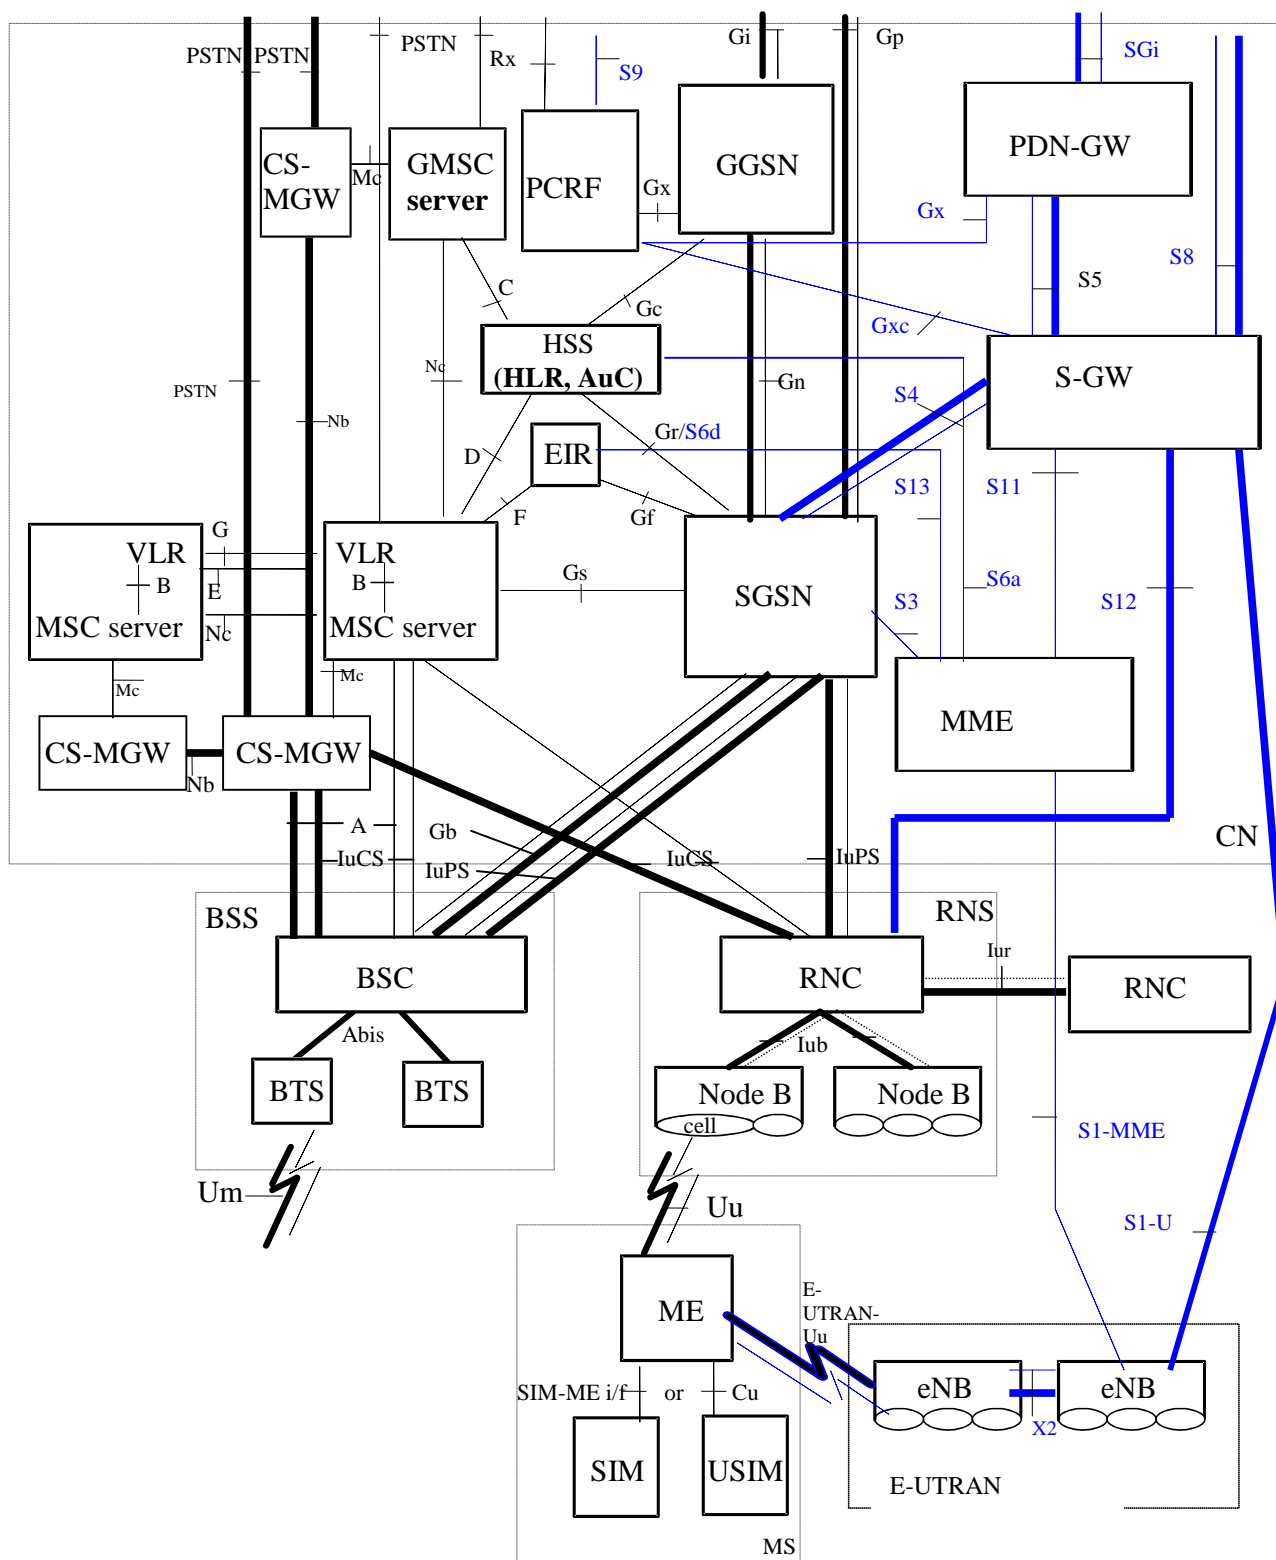 Gi
Gp
PSTN
PSTN
PSTN
Rx
S9
SGi
CS-
MGW
Mc
GMSC
server
PCRF
Gx
GGSN
PDN-GW
Gx
S8
S5
C
Gc
Gxc
HSS
(HLR, AuC)
S-GW
PSTN
Nc
Gn
S4
Nb
Gr/S6d
D
EIR
S13
S11
F
Gf
G
VLR
B
E
MSC server
Nc
VLR
B
MSC server
Gs
SGSN
S3
S6a
S12
Mc
Mc
MME
CS-MGW
Nb
CS-MGW
A
Gb
IuCS
IuPS
IuCS
IuPS
CN
BSS
RNS
BSC
RNC
Iur
RNC
Abis
Iub
BTS
BTS
Node B
cell
Node B
S1-MME
Um
Uu
S1-U
ME
E-
UTRAN-
Uu
SIM-ME i/f
or
Cu
eNB
X2
eNB
SIM
USIM
E-UTRAN
MS